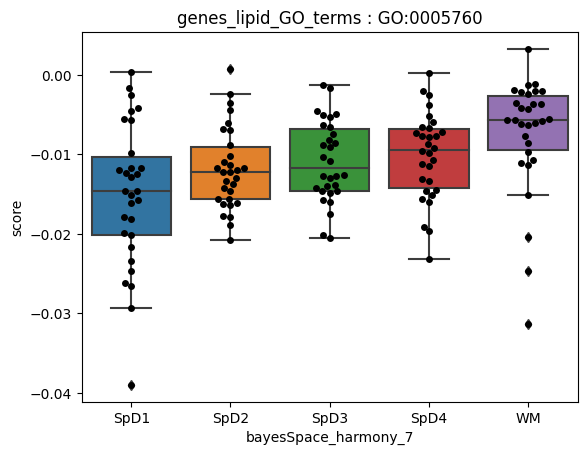 genes_lipid_GO_terms : GO:0005760
score
0.00
−0.01
−0.02
−0.03
−0.04
SpD1 SpD2 SpD3 SpD4 WM
bayesSpace_harmony_7